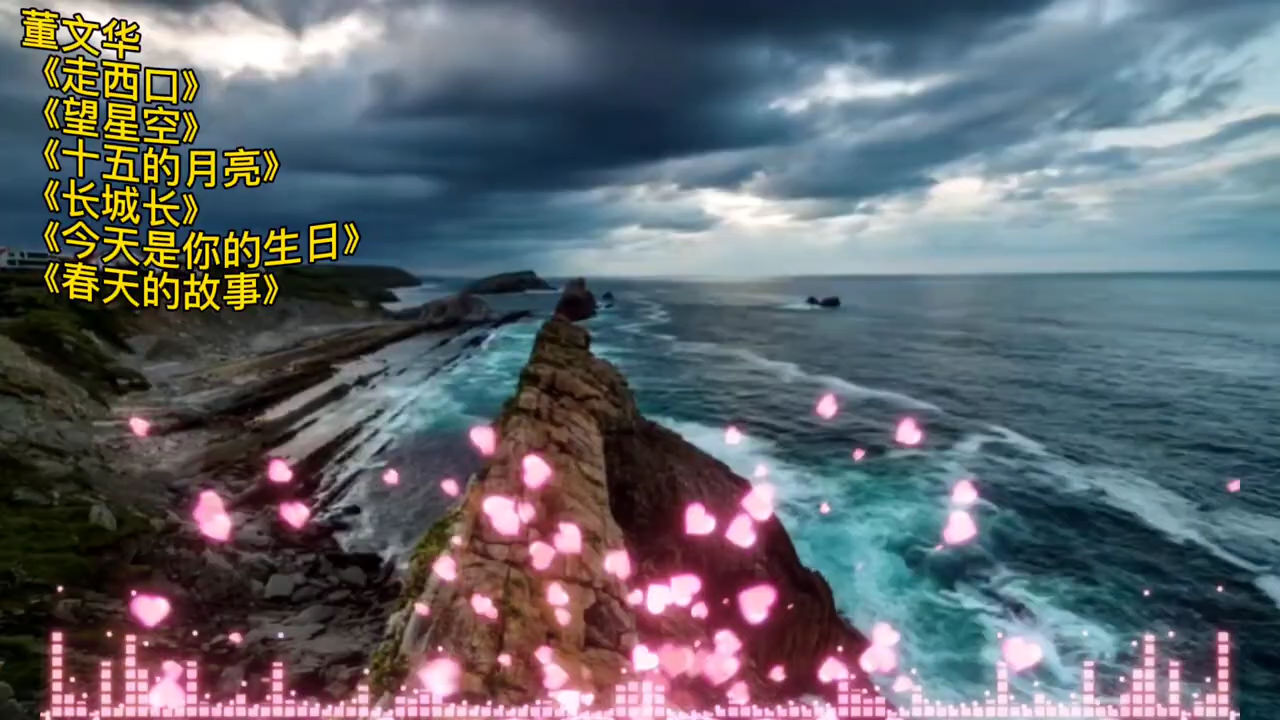 董文华
《走西口》
《望星空》
《十五的月亮》
《长城长》
《今天是你的生日》
《春天的故事》